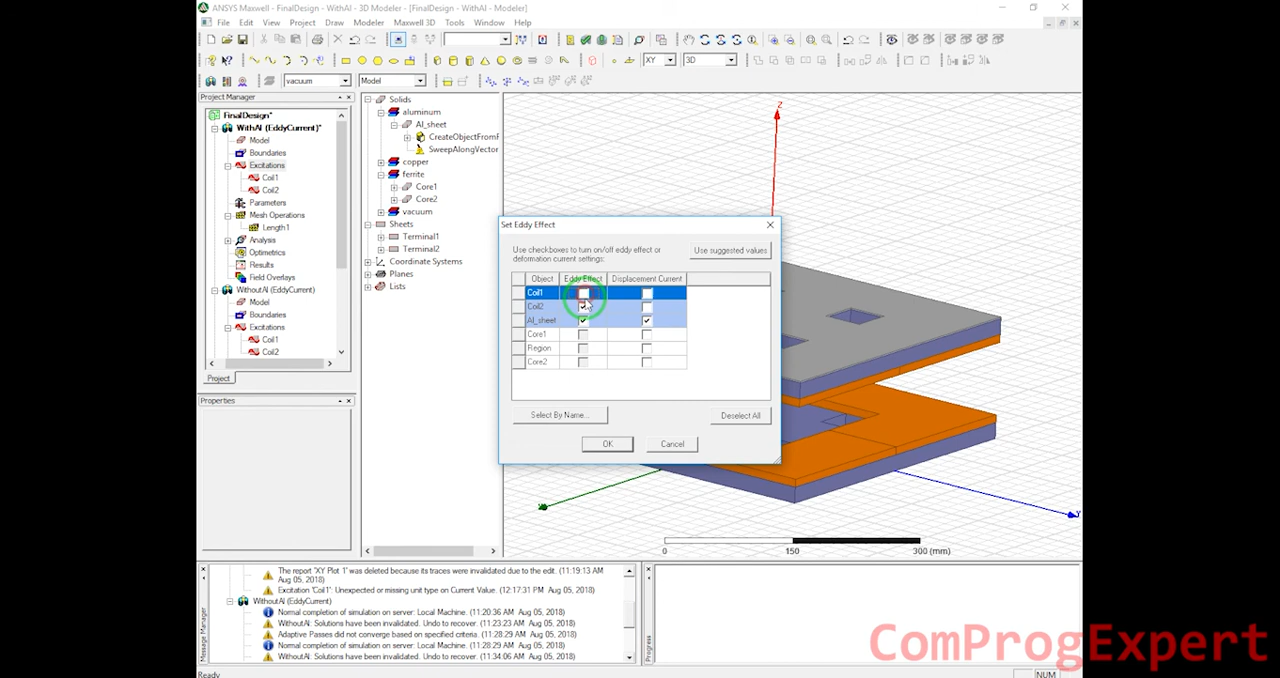 ANSYS Maxwell - FinalDesign - WithAl - 3D Modeler - [FinalDesign - WithAl - Modeler]
File Edit View Project Draw Modeler Maxwell 3D Tools Window Help
XY 3D
vacuum Model
Project Manager
FinalDesign*
WithAl (EddyCurrent)*
Model
Boundaries
Excitations
Coil1
Coil2
Parameters
Mesh Operations
Length1
Analysis
Optimetrics
Results
Field Overlays
WithoutAl (EddyCurrent)
Model
Boundaries
Excitations
Coil1
Coil2
Project
Properties
Solids
aluminum
Al_sheet
CreateObjectFromF
SweepAlongVector
copper
ferrite
Core1
Core2
vacuum
Sheets
Terminal1
Terminal2
Coordinate Systems
Planes
Lists
Z
Set Eddy Effect
Use checkboxes to turn on/off eddy effect or
deformation current settings:
Use suggested values
Object Eddy Effect Displacement Current
Coil1
Coil2
Al_sheet
Core1
Region
Core2
Select By Name...
Deselect All
OK
Cancel
0 150 300 (mm)
The report "XY Plot 1" was deleted because its traces were invalidated due to the edit. (11:19:13 AM
Aug 05, 2018)
Excitation 'Coil1': Unexpected or missing unit type on Current Value. (12:17:31 PM Aug 05, 2018)
WithoutAl (EddyCurrent)
Normal completion of simulation on server: Local Machine. (11:20:36 AM Aug 05, 2018)
WithoutAl: Solutions have been invalidated. Undo to recover. (11:23:23 AM Aug 05, 2018)
Adaptive Passes did not converge based on specified criteria. (11:28:29 AM Aug 05, 2018)
Normal completion of simulation on server: Local Machine. (11:28:29 AM Aug 05, 2018)
WithoutAl: Solutions have been invalidated. Undo to recover. (11:34:06 AM Aug 05, 2018)
Message Manager
Progress
Ready
NUM
ComProgExpert